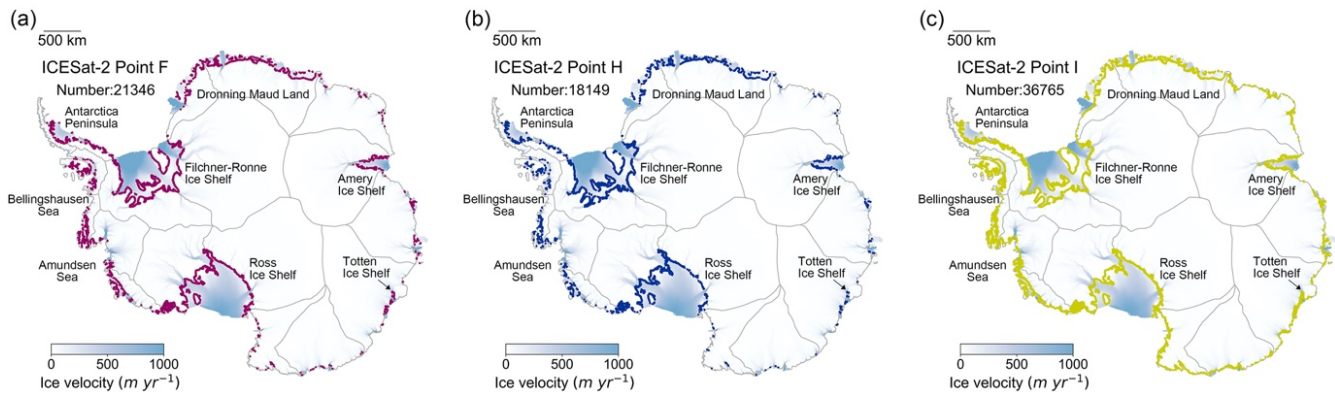 (a)
500 km
ICESat-2 Point F
Number:21346
Antarctica
Peninsula
Dronning Maud Land
Filchner-Ronne
Ice Shelf
Amery
Ice Shelf
Bellingshausen
Sea
Amundsen
Sea
Ross
Ice Shelf
Totten
Ice Shelf
0 500 1000
Ice velocity (m yr⁻¹)
(b)
500 km
ICESat-2 Point H
Number:18149
Antarctica
Peninsula
Dronning Maud Land
Filchner-Ronne
Ice Shelf
Amery
Ice Shelf
Bellingshausen
Sea
Amundsen
Sea
Ross
Ice Shelf
Totten
Ice Shelf
0 500 1000
Ice velocity (m yr⁻¹)
(c)
500 km
ICESat-2 Point I
Number:36765
Antarctica
Peninsula
Dronning Maud Land
Filchner-Ronne
Ice Shelf
Amery
Ice Shelf
Bellingshausen
Sea
Amundsen
Sea
Ross
Ice Shelf
Totten
Ice Shelf
0 500 1000
Ice velocity (m yr⁻¹)